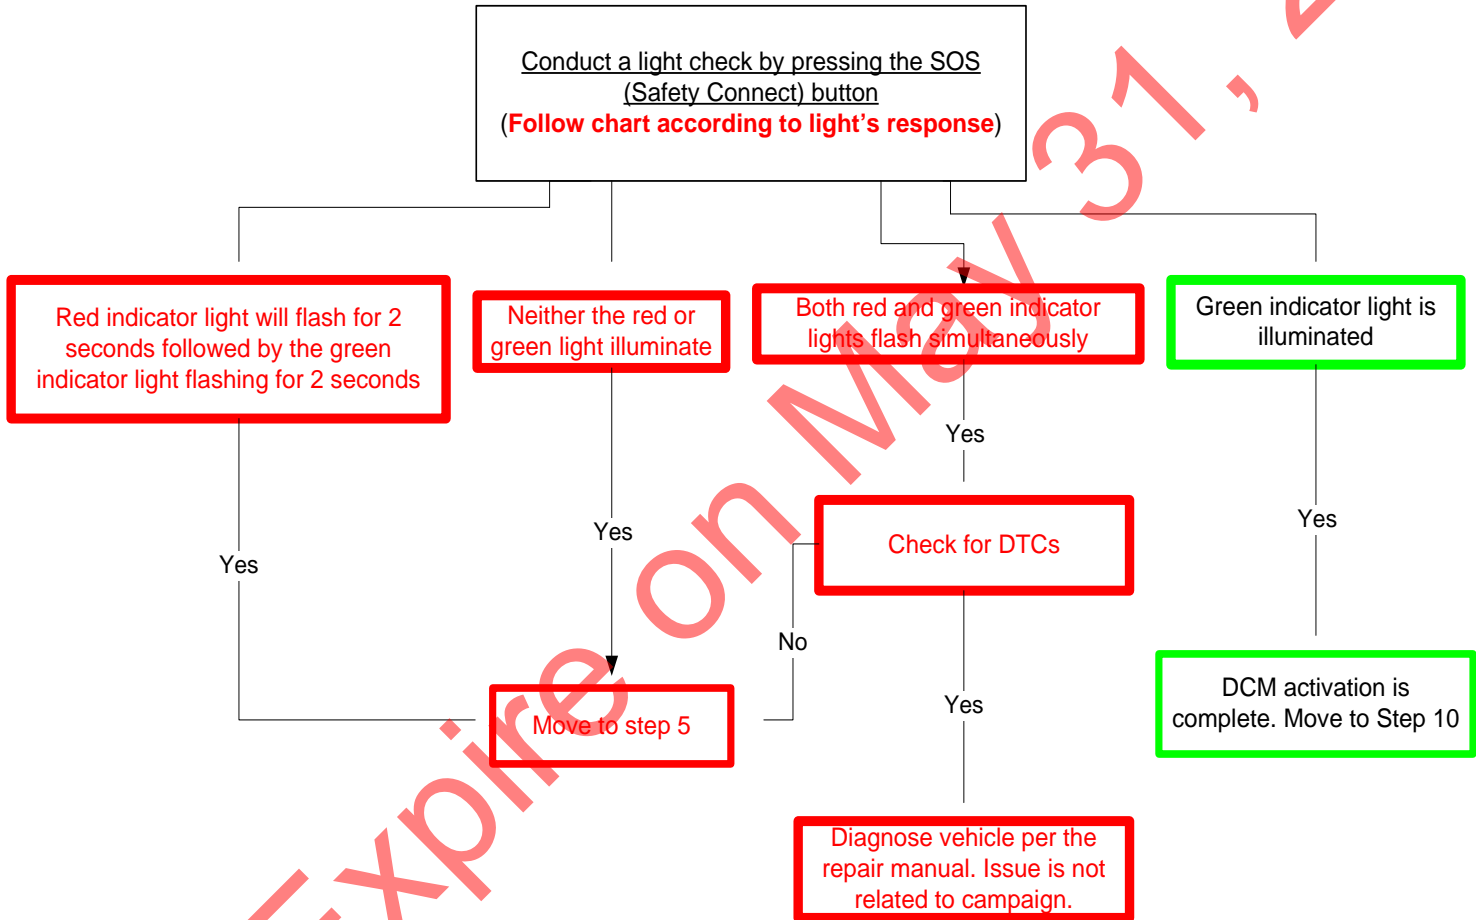 Conduct a light check by pressing the SOS
(Safety Connect) button
(Follow chart according to light's response)
Red indicator light will flash for 2
seconds followed by the green
indicator light flashing for 2 seconds
Neither the red or
green light illuminate
Both red and green indicator
lights flash simultaneously
Green indicator light is
illuminated
Yes
Yes
Yes
Yes
Check for DTCs
No
Yes
Move to step 5
DCM activation is
complete. Move to Step 10
Diagnose vehicle per the
repair manual. Issue is not
related to campaign.
Expire on May 31,